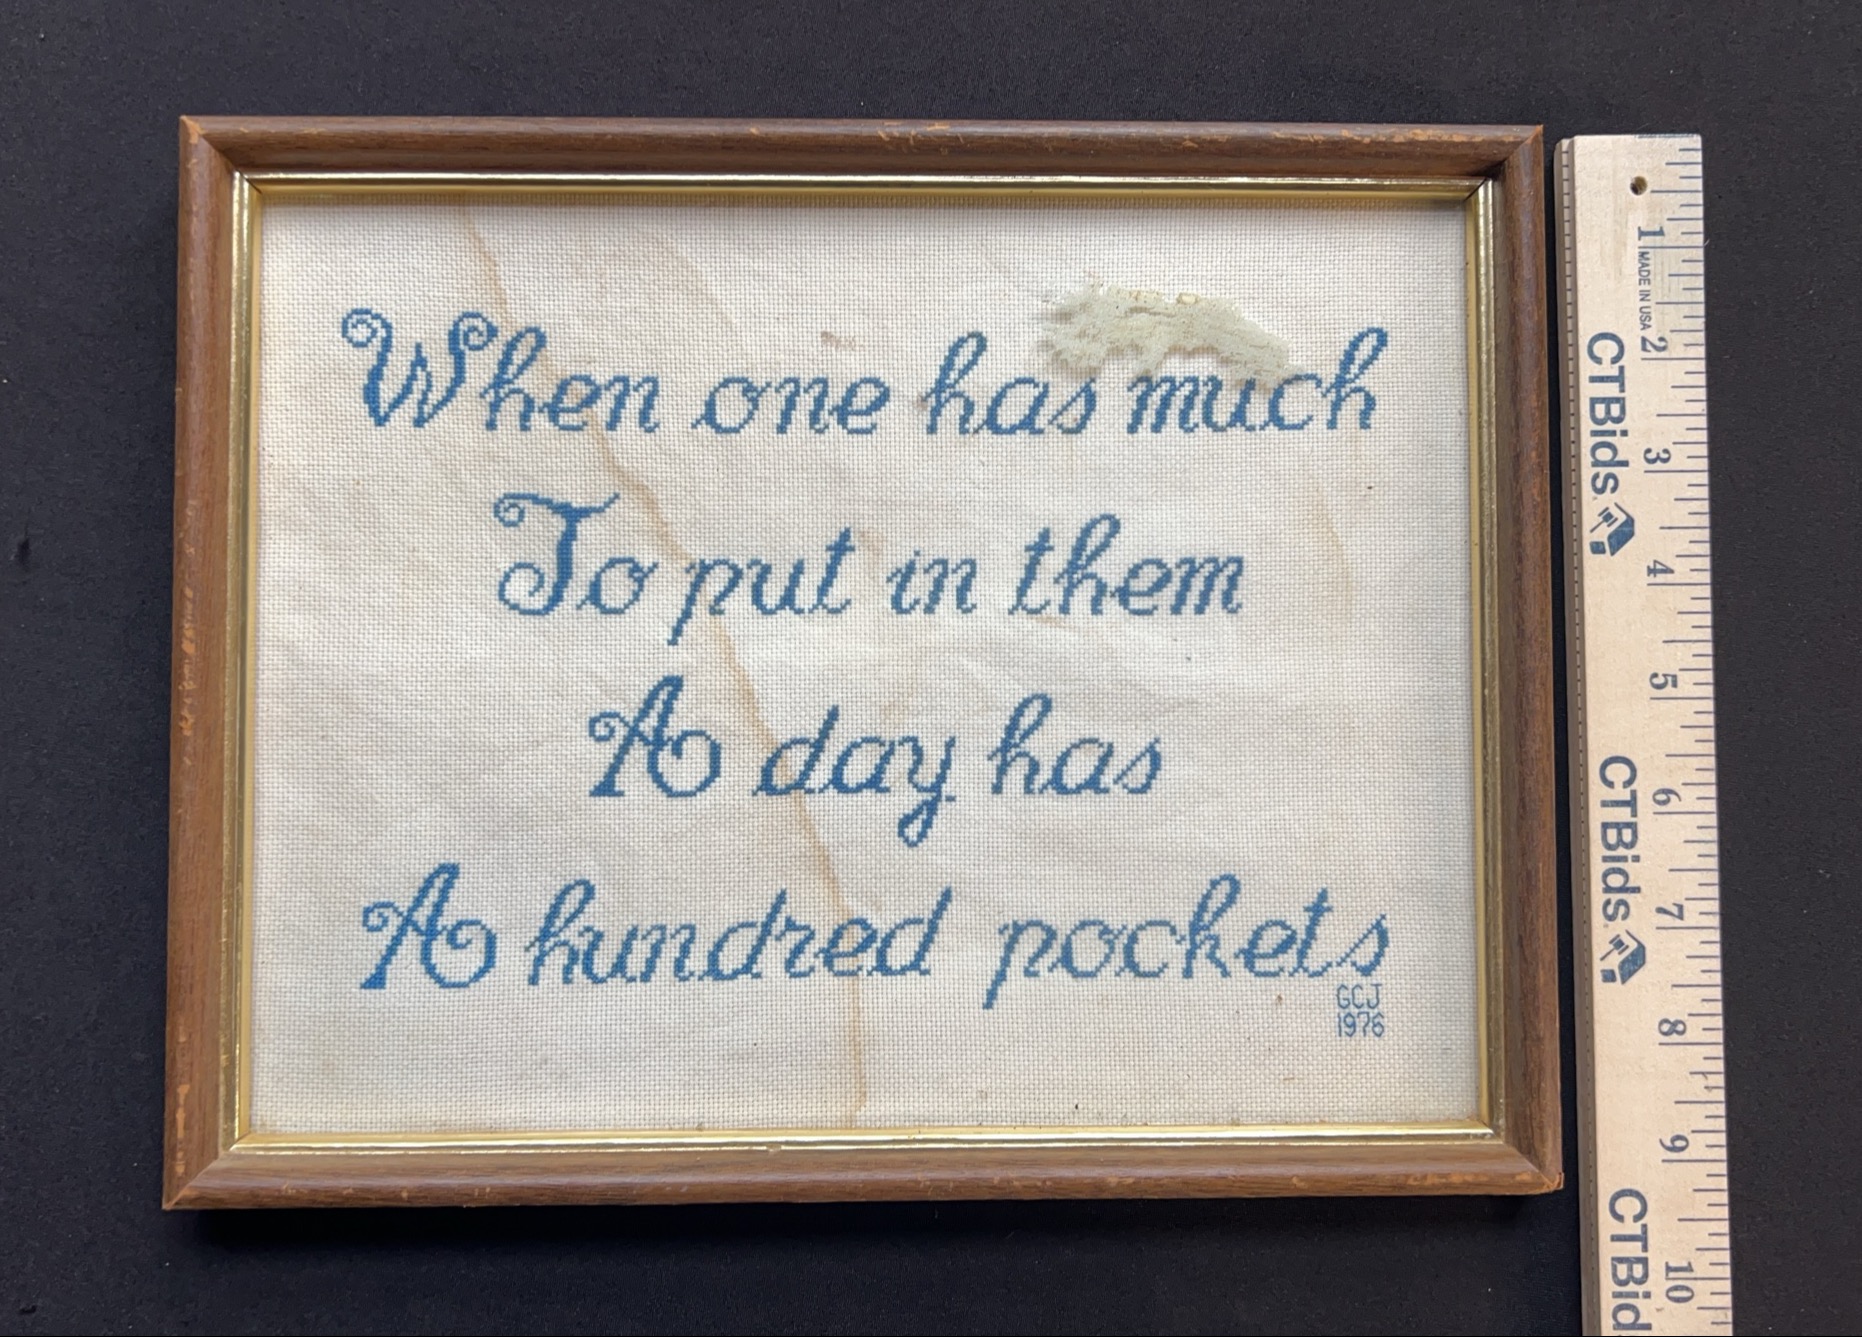 When one has much
To put in them
A day has
A hundred pockets
GCJ
1976
1
MADE IN USA
2
CTBids
3
4
5
6
CTBids
7
8
9
10
CTBid